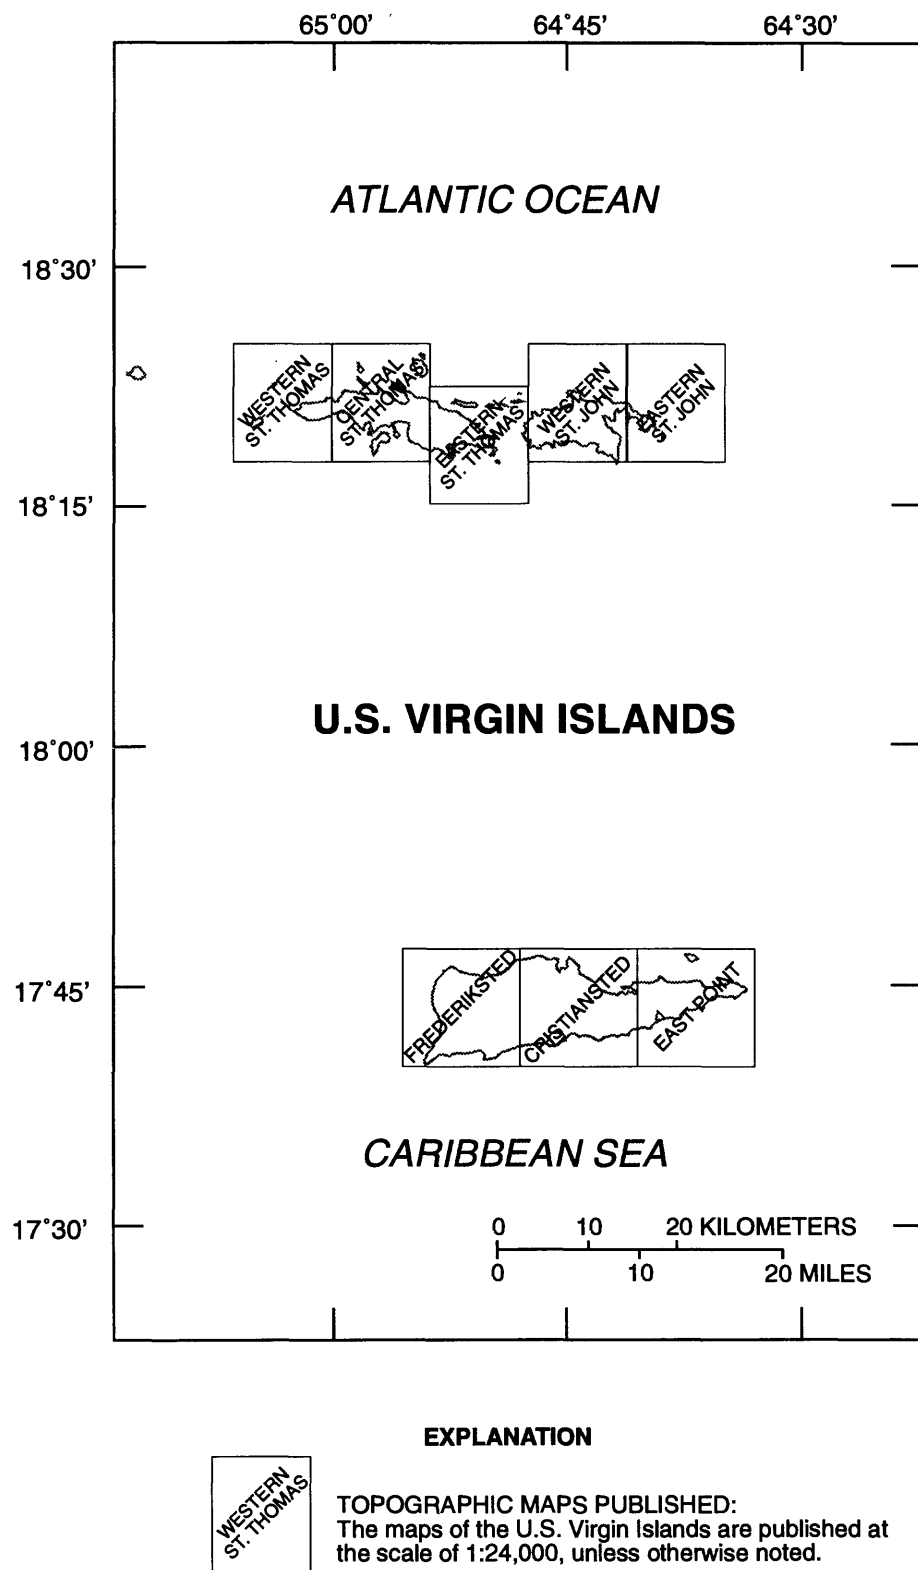 65°00' 64°45' 64°30'
ATLANTIC OCEAN
18°30'
WESTERN
ST. THOMAS
CENTRAL
ST. THOMAS
EASTERN
ST. THOMAS
WESTERN
ST. JOHN
EASTERN
ST. JOHN
18°15'
U.S. VIRGIN ISLANDS
18°00'
17°45'
FREDERIKSTED
CRISTIANSTED
EAST POINT
CARIBBEAN SEA
17°30'
0 10 20 KILOMETERS
0 10 20 MILES
EXPLANATION
WESTERN
ST. THOMAS
TOPOGRAPHIC MAPS PUBLISHED:
The maps of the U.S. Virgin Islands are published at
the scale of 1:24,000, unless otherwise noted.